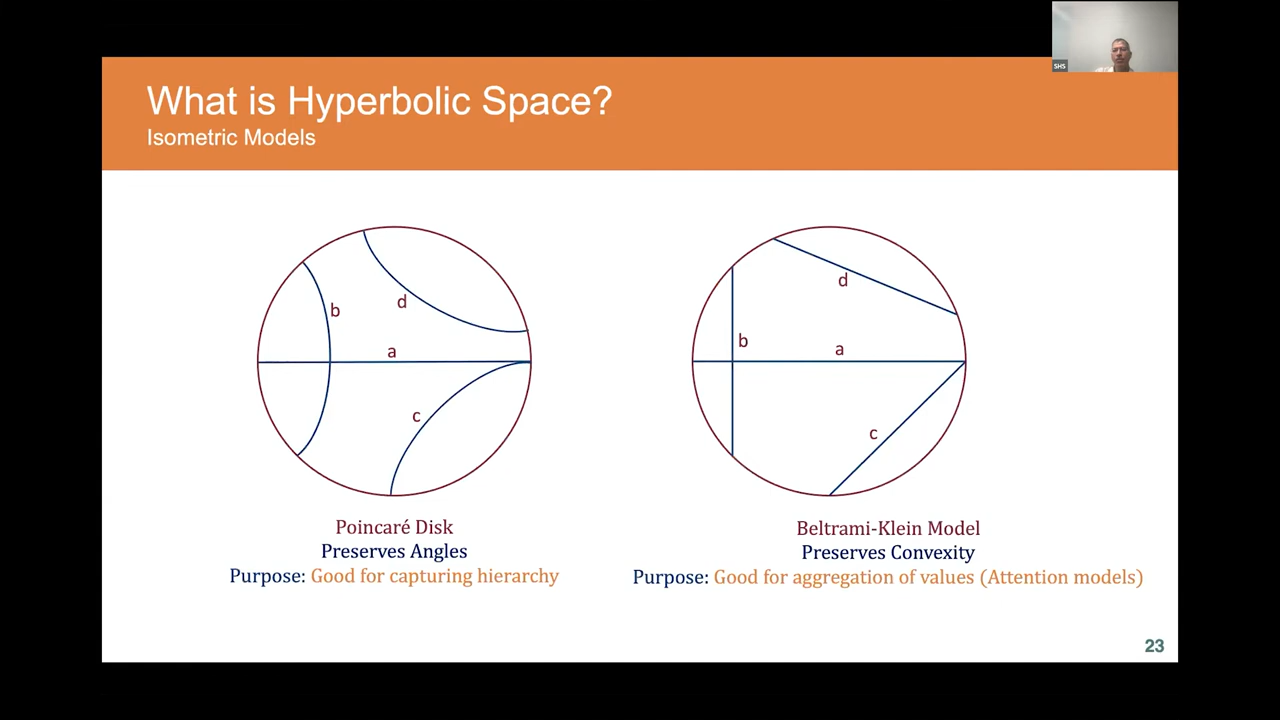 SHS
What is Hyperbolic Space?
Isometric Models
b
d
a
c
d
b
a
c
Poincaré Disk
Preserves Angles
Purpose: Good for capturing hierarchy
Beltrami-Klein Model
Preserves Convexity
Purpose: Good for aggregation of values (Attention models)
23